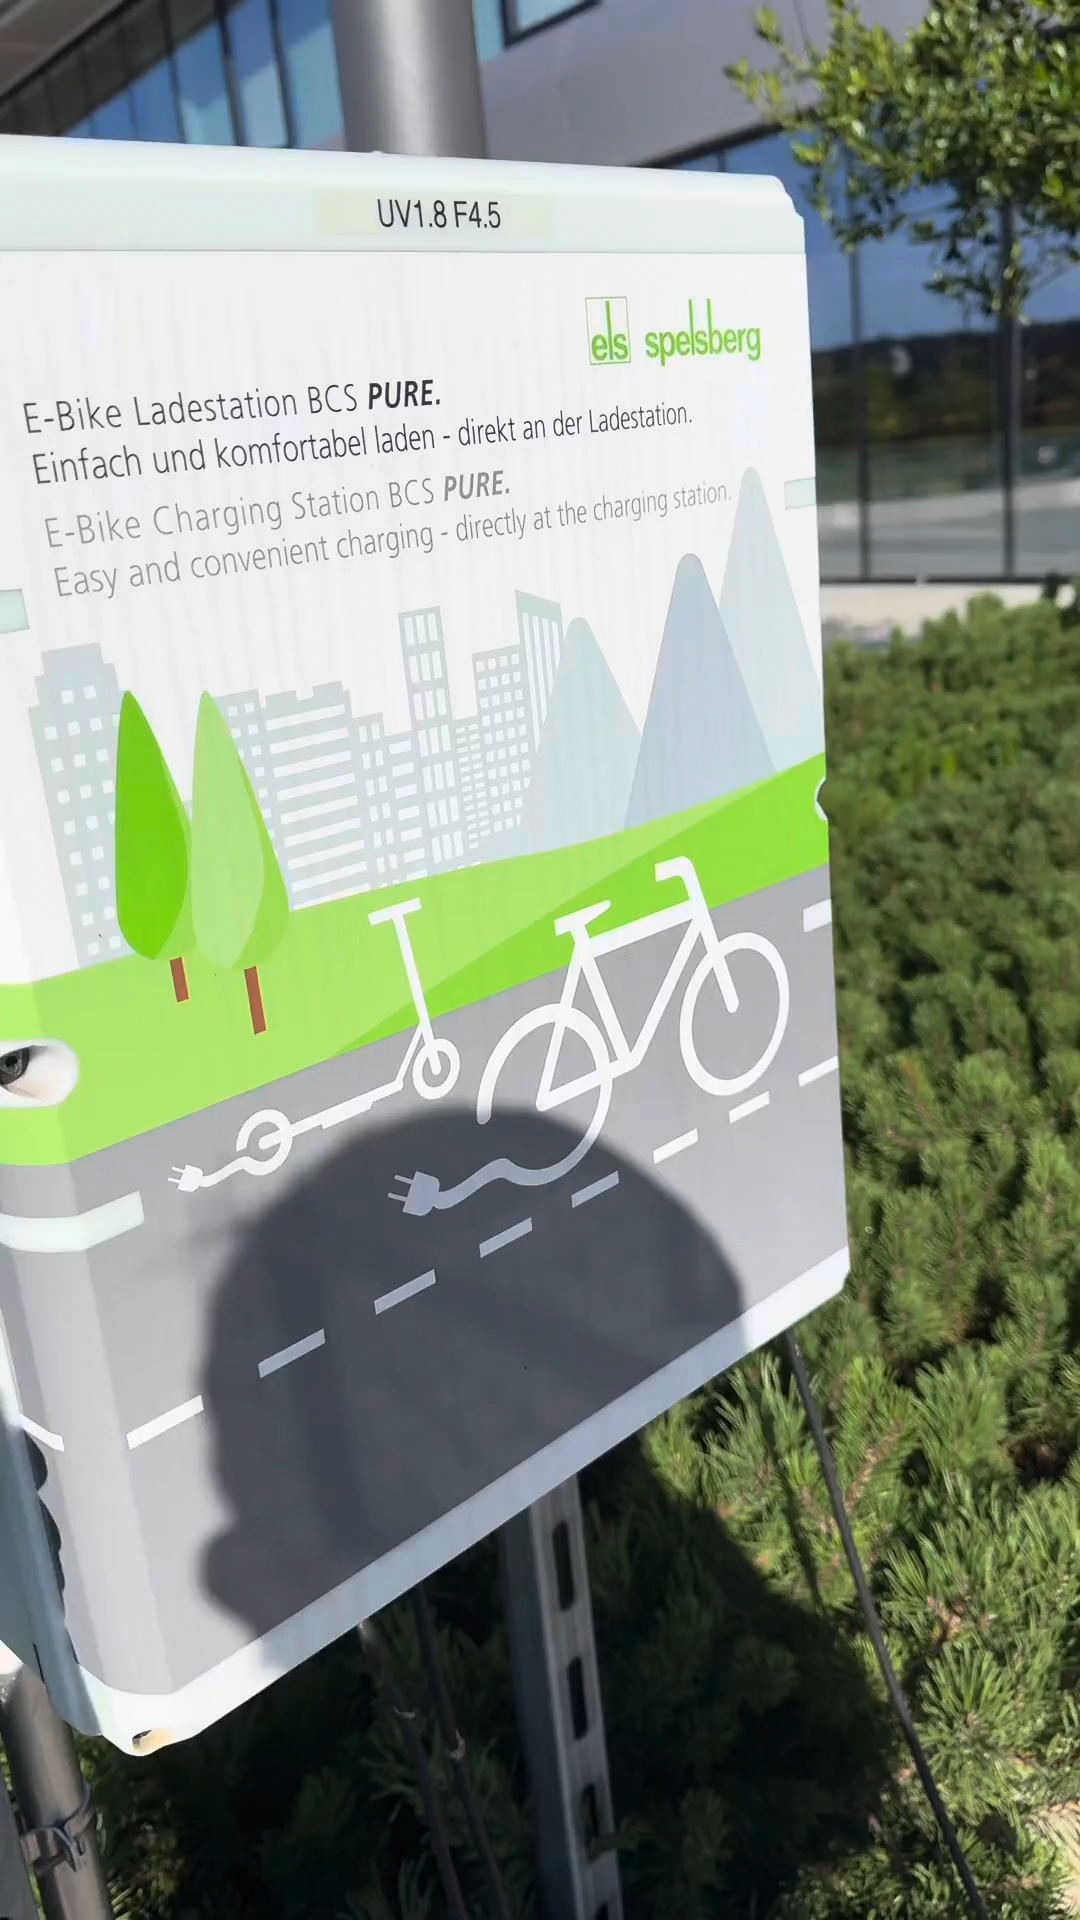 UV1.8 F4.5
els spelsberg
E-Bike Ladestation BCS PURE.
Einfach und komfortabel laden - direkt an der Ladestation.
E-Bike Charging Station BCS PURE.
Easy and convenient charging - directly at the charging station.